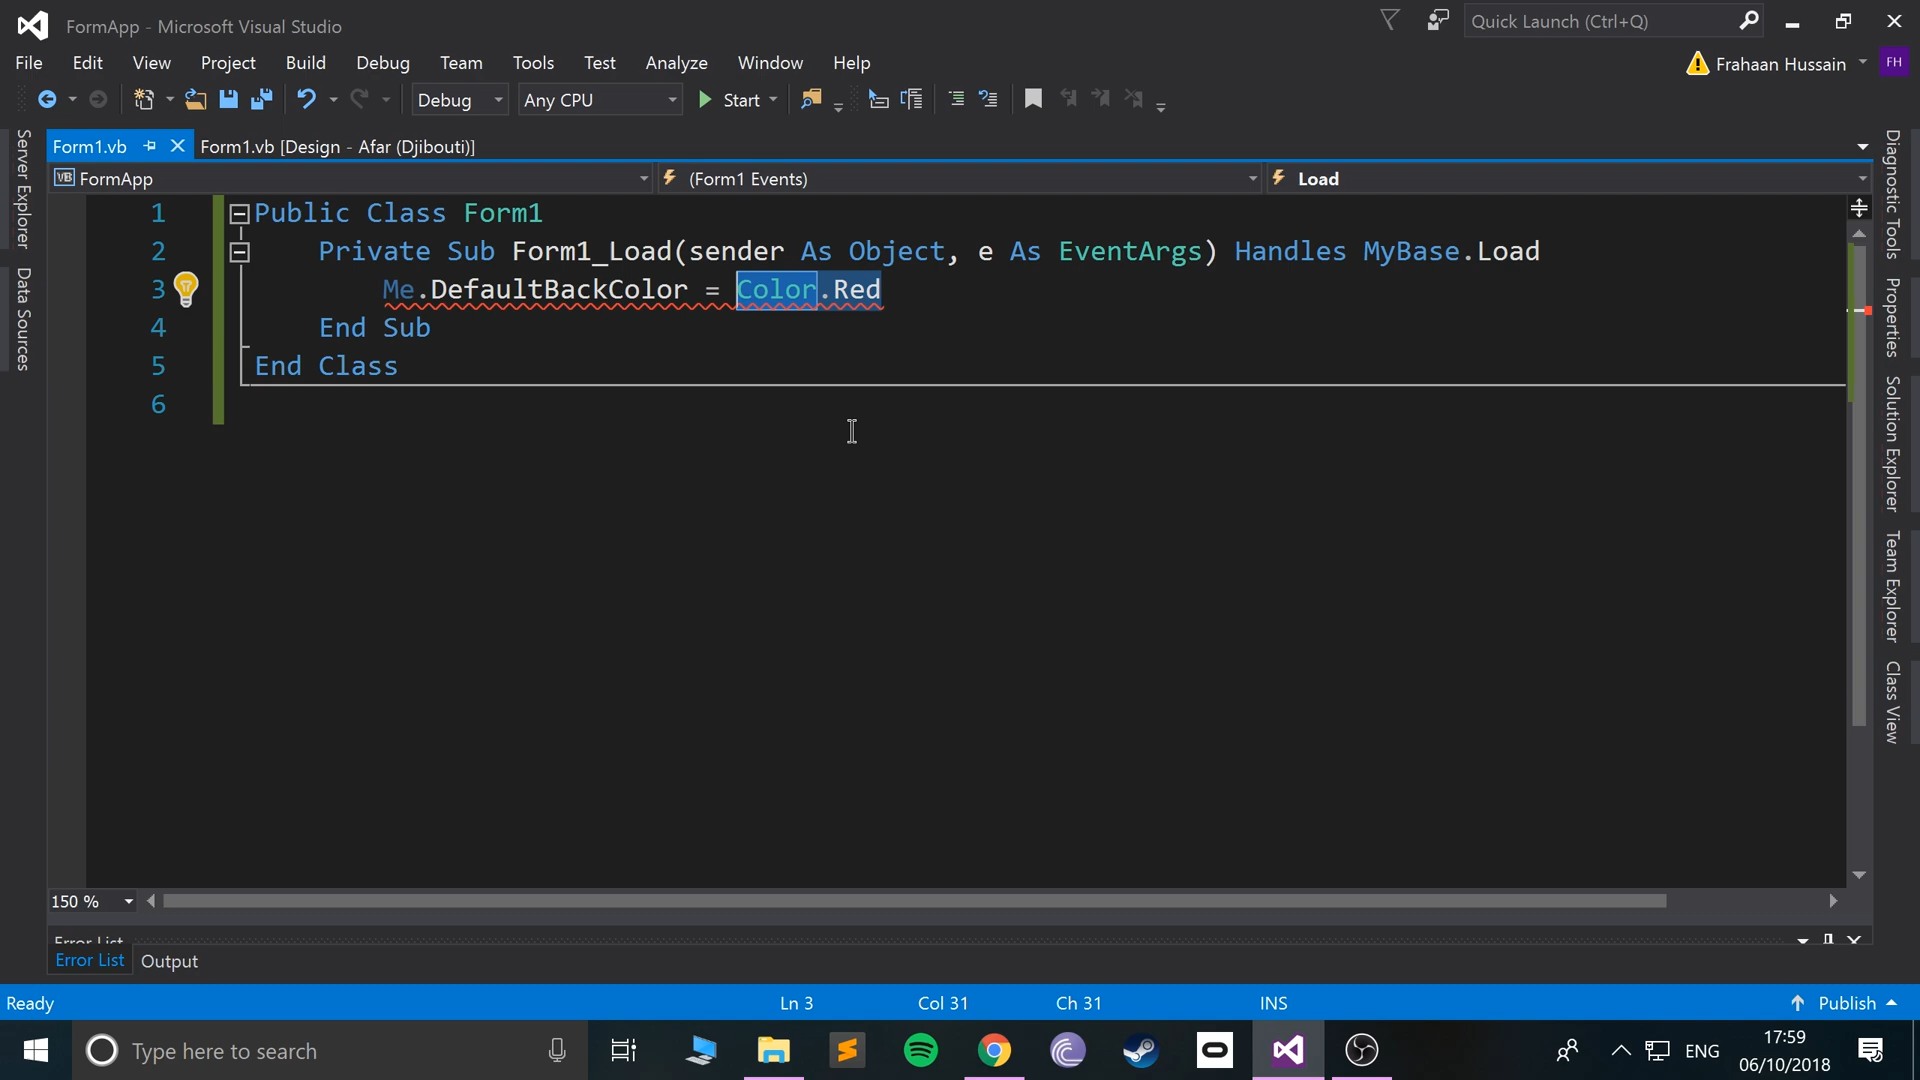 FormApp - Microsoft Visual Studio
Quick Launch (Ctrl+Q)
File Edit View Project Build Debug Team Tools Test Analyze Window Help
Frahaan Hussain FH
Debug Any CPU Start
Form1.vb Form1.vb [Design - Afar (Djibouti)]
VB FormApp (Form1 Events) Load
1 Public Class Form1
2 Private Sub Form1_Load(sender As Object, e As EventArgs) Handles MyBase.Load
3 Me.DefaultBackColor = Color.Red
4 End Sub
5 End Class
6
Server Explorer
Data Sources
Diagnostic Tools
Properties
Solution Explorer
Team Explorer
Class View
150 %
Error List
Error List Output
Ready Ln 3 Col 31 Ch 31 INS Publish
Type here to search
ENG
17:59
06/10/2018